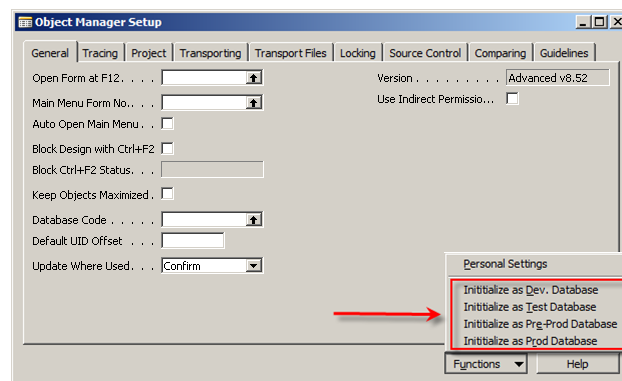 Object Manager Setup
General Tracing Project Transporting Transport Files Locking Source Control Comparing Guidelines
Open Form at F12. . . . Version . . . . . . . . . Advanced v8.52
Main Menu Form No.. . . Use Indirect Permissio...
Auto Open Main Menu . .
Block Design with Ctrl+F2
Block Ctrl+F2 Status. . .
Keep Objects Maximized .
Database Code . . . . .
Default UID Offset . . .
Update Where Used. . . Confirm
Personal Settings
Inititialize as Dev. Database
Inititialize as Test Database
Inititialize as Pre-Prod Database
Inititialize as Prod Database
Functions Help